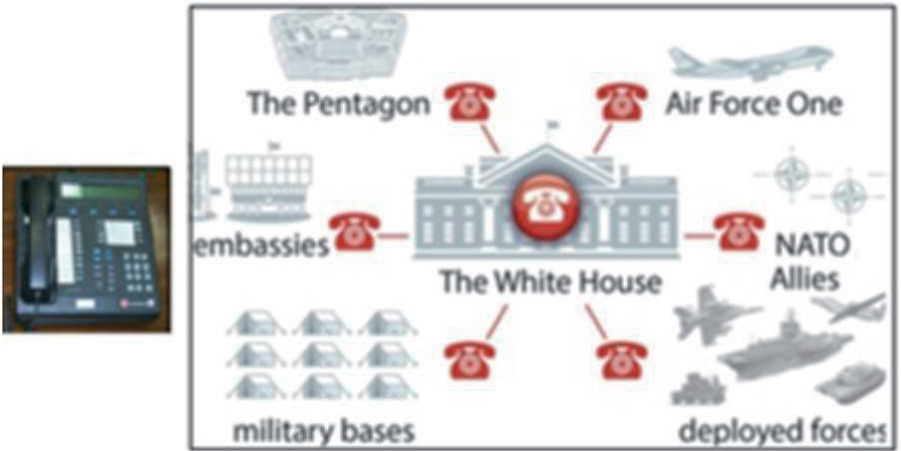 The Pentagon
Air Force One
embassies
NATO
Allies
The White House
military bases
deployed forces